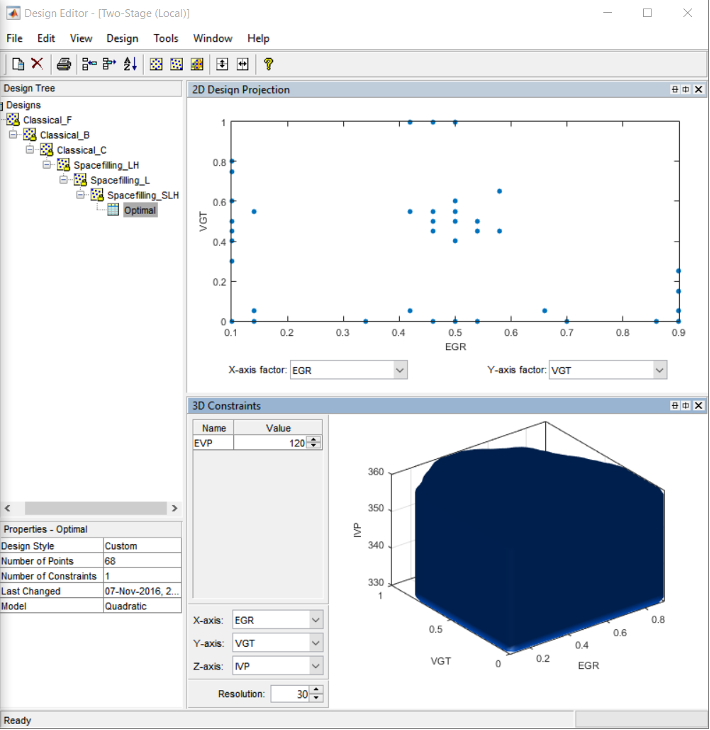 Design Editor - [Two-Stage (Local)]
File Edit View Design Tools Window Help
Design Tree
Designs
Classical_F
Classical_B
Classical_C
Spacefilling_LH
Spacefilling_L
Spacefilling_SLH
Optimal
Properties - Optimal
Design Style Custom
Number of Points 68
Number of Constraints 1
Last Changed 07-Nov-2016, 2...
Model Quadratic
2D Design Projection
1
0.8
0.6
0.4
0.2
0
VGT
0.1 0.2 0.3 0.4 0.5 0.6 0.7 0.8 0.9
EGR
X-axis factor: EGR
Y-axis factor: VGT
3D Constraints
Name Value
EVP 120
X-axis: EGR
Y-axis: VGT
Z-axis: IVP
Resolution: 30
360
350
340
330
IVP
1
0.5
0
VGT
0.2 0.4 0.6 0.8
EGR
Ready